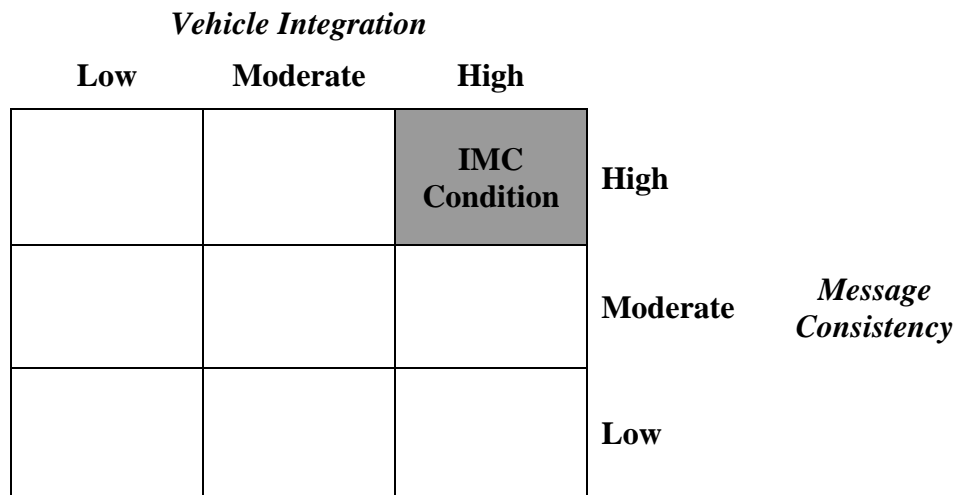 Vehicle Integration
Low Moderate High
IMC
Condition
High
Moderate
Message
Consistency
Low